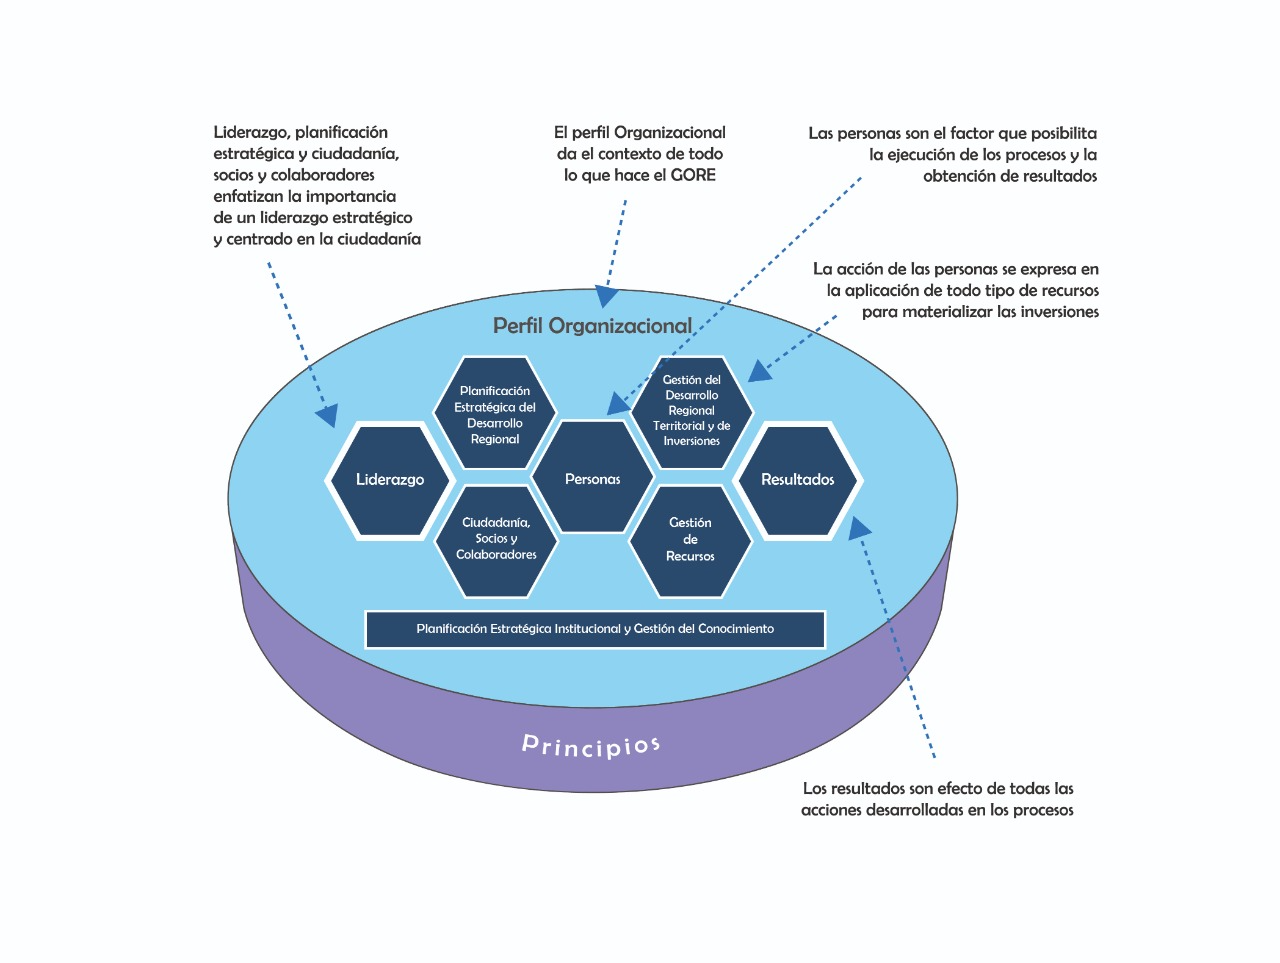 Liderazgo, planificación
estratégica y ciudadanía,
socios y colaboradores
enfatizan la importancia
de un liderazgo estratégico
y centrado en la ciudadanía
El perfil Organizacional
da el contexto de todo
lo que hace el GORE
Las personas son el factor que posibilita
la ejecución de los procesos y la
obtención de resultados
La acción de las personas se expresa en
la aplicación de todo tipo de recursos
para materializar las inversiones
Perfil Organizacional
Planificación
Estratégica del
Desarrollo
Regional
Gestión del
Desarrollo
Regional
Territorial y de
Inversiones
Liderazgo
Personas
Resultados
Ciudadanía,
Socios y
Colaboradores
Gestión
de
Recursos
Planificación Estratégica Institucional y Gestión del Conocimiento
Principios
Los resultados son efecto de todas las
acciones desarrolladas en los procesos